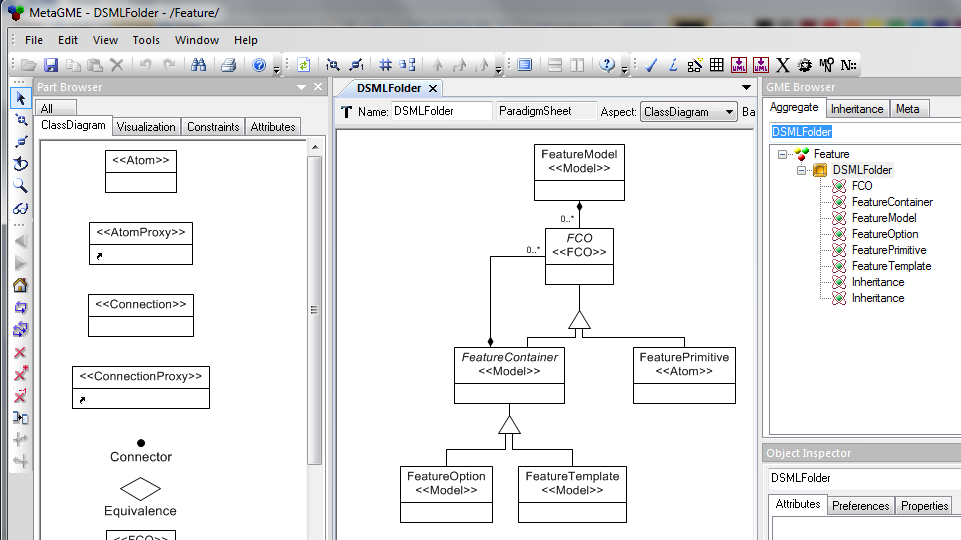 MetaGME - DSMLFolder - /Feature/
File Edit View Tools Window Help
Part Browser
All
ClassDiagram Visualization Constraints Attributes
<<Atom>>
<<AtomProxy>>
<<Connection>>
<<ConnectionProxy>>
Connector
Equivalence
<<FCO>>
DSMLFolder
T Name: DSMLFolder ParadigmSheet Aspect: ClassDiagram Ba
FeatureModel
<<Model>>
0..*
FCO
<<FCO>>
0..*
FeatureContainer
<<Model>>
FeaturePrimitive
<<Atom>>
FeatureOption
<<Model>>
FeatureTemplate
<<Model>>
UML UML X N::
GME Browser
Aggregate Inheritance Meta
DSMLFolder
Feature
DSMLFolder
FCO
FeatureContainer
FeatureModel
FeatureOption
FeaturePrimitive
FeatureTemplate
Inheritance
Inheritance
Object Inspector
DSMLFolder
Attributes Preferences Properties